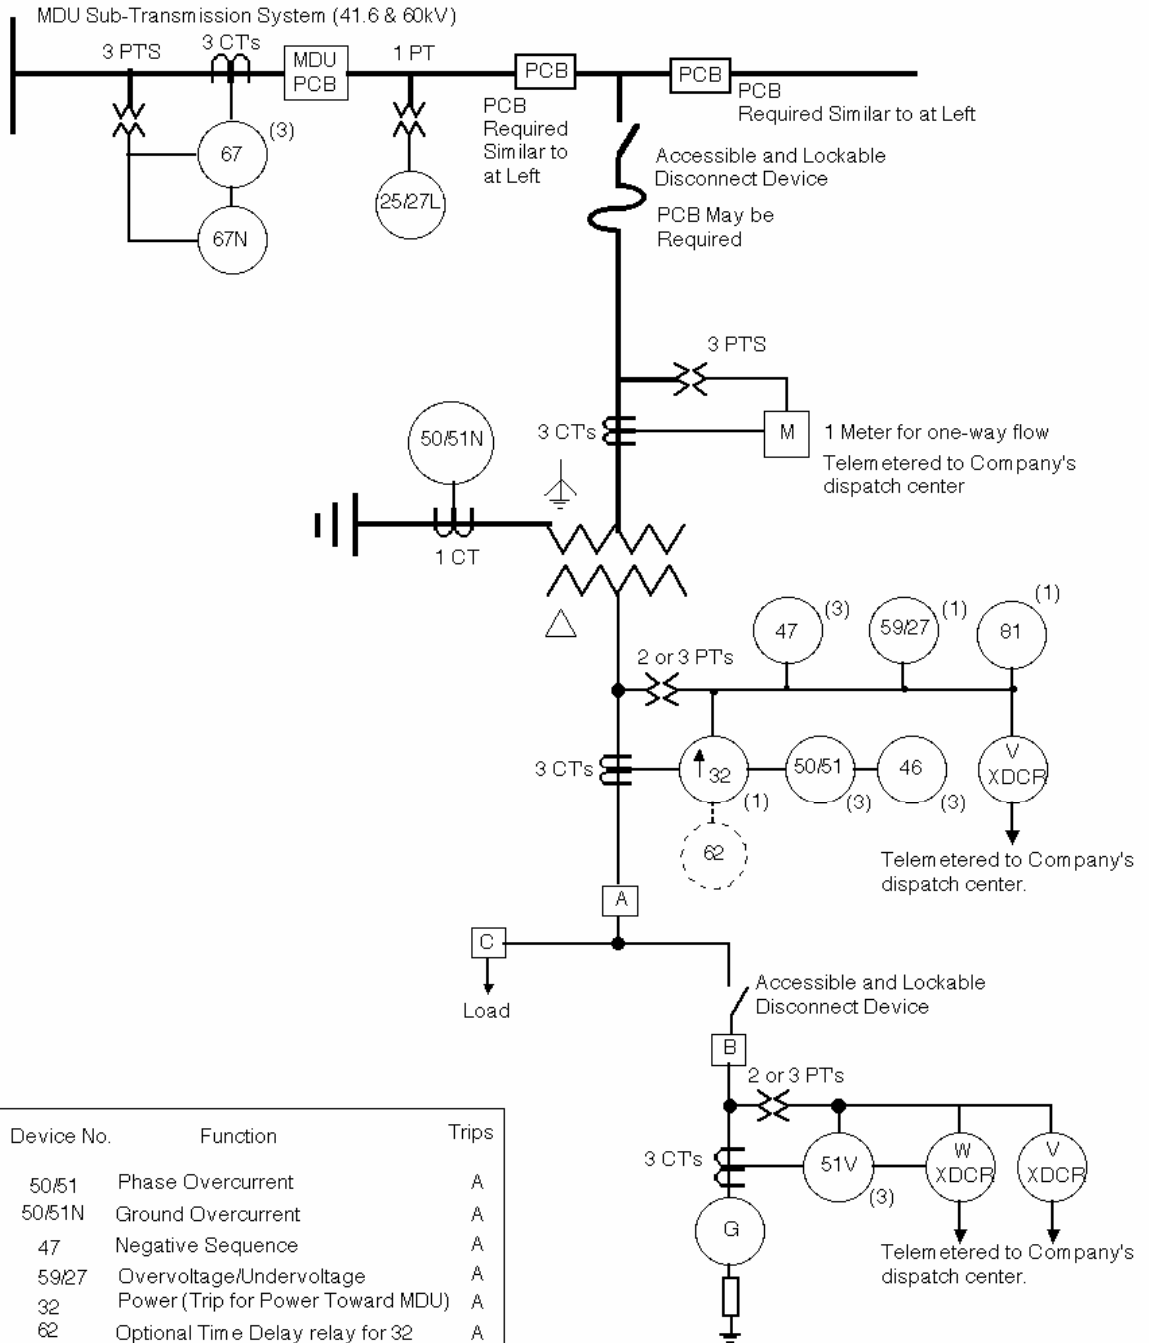 MDU Sub-Transmission System (41.6 & 60kV)
3 PT'S
3 CT's
MDU
PCB
1 PT
PCB
PCB
PCB
Required
Similar to
at Left
PCB
Required Similar to at Left
67
(3)
67N
25/27L
Accessible and Lockable
Disconnect Device
PCB May be
Required
3 PT'S
3 CT's
M
1 Meter for one-way flow
Telemetered to Company's
dispatch center
50/51N
1 CT
47
(3)
59/27
(1)
81
(1)
2 or 3 PT's
3 CT's
32
(1)
50/51
(3)
46
(3)
V
XDCR
62
Telemetered to Company's
dispatch center.
A
C
Load
Accessible and Lockable
Disconnect Device
B
2 or 3 PT's
3 CT's
51V
(3)
W
XDCR
V
XDCR
G
Telemetered to Company's
dispatch center.
Device No. Function Trips
50/51 Phase Overcurrent A
50/51N Ground Overcurrent A
47 Negative Sequence A
59/27 Overvoltage/Undervoltage A
32 Power (Trip for Power Toward MDU) A
62 Optional Time Delay relay for 32 A